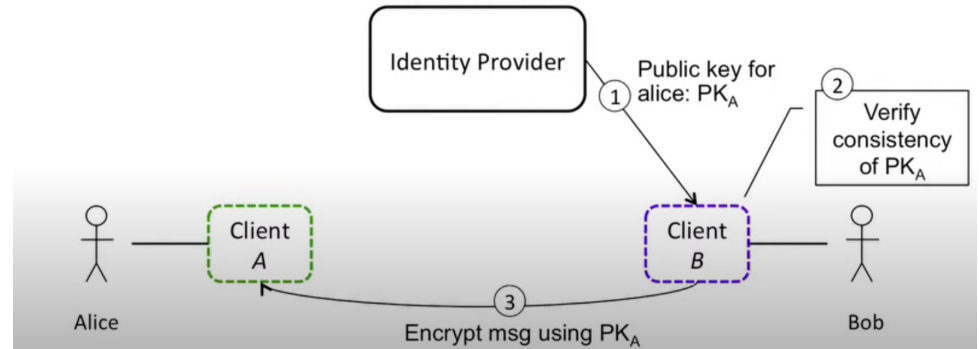 Identity Provider
1
Public key for
alice: PKA
2
Verify
consistency
of PKA
Client
A
Client
B
3
Alice
Encrypt msg using PKA
Bob